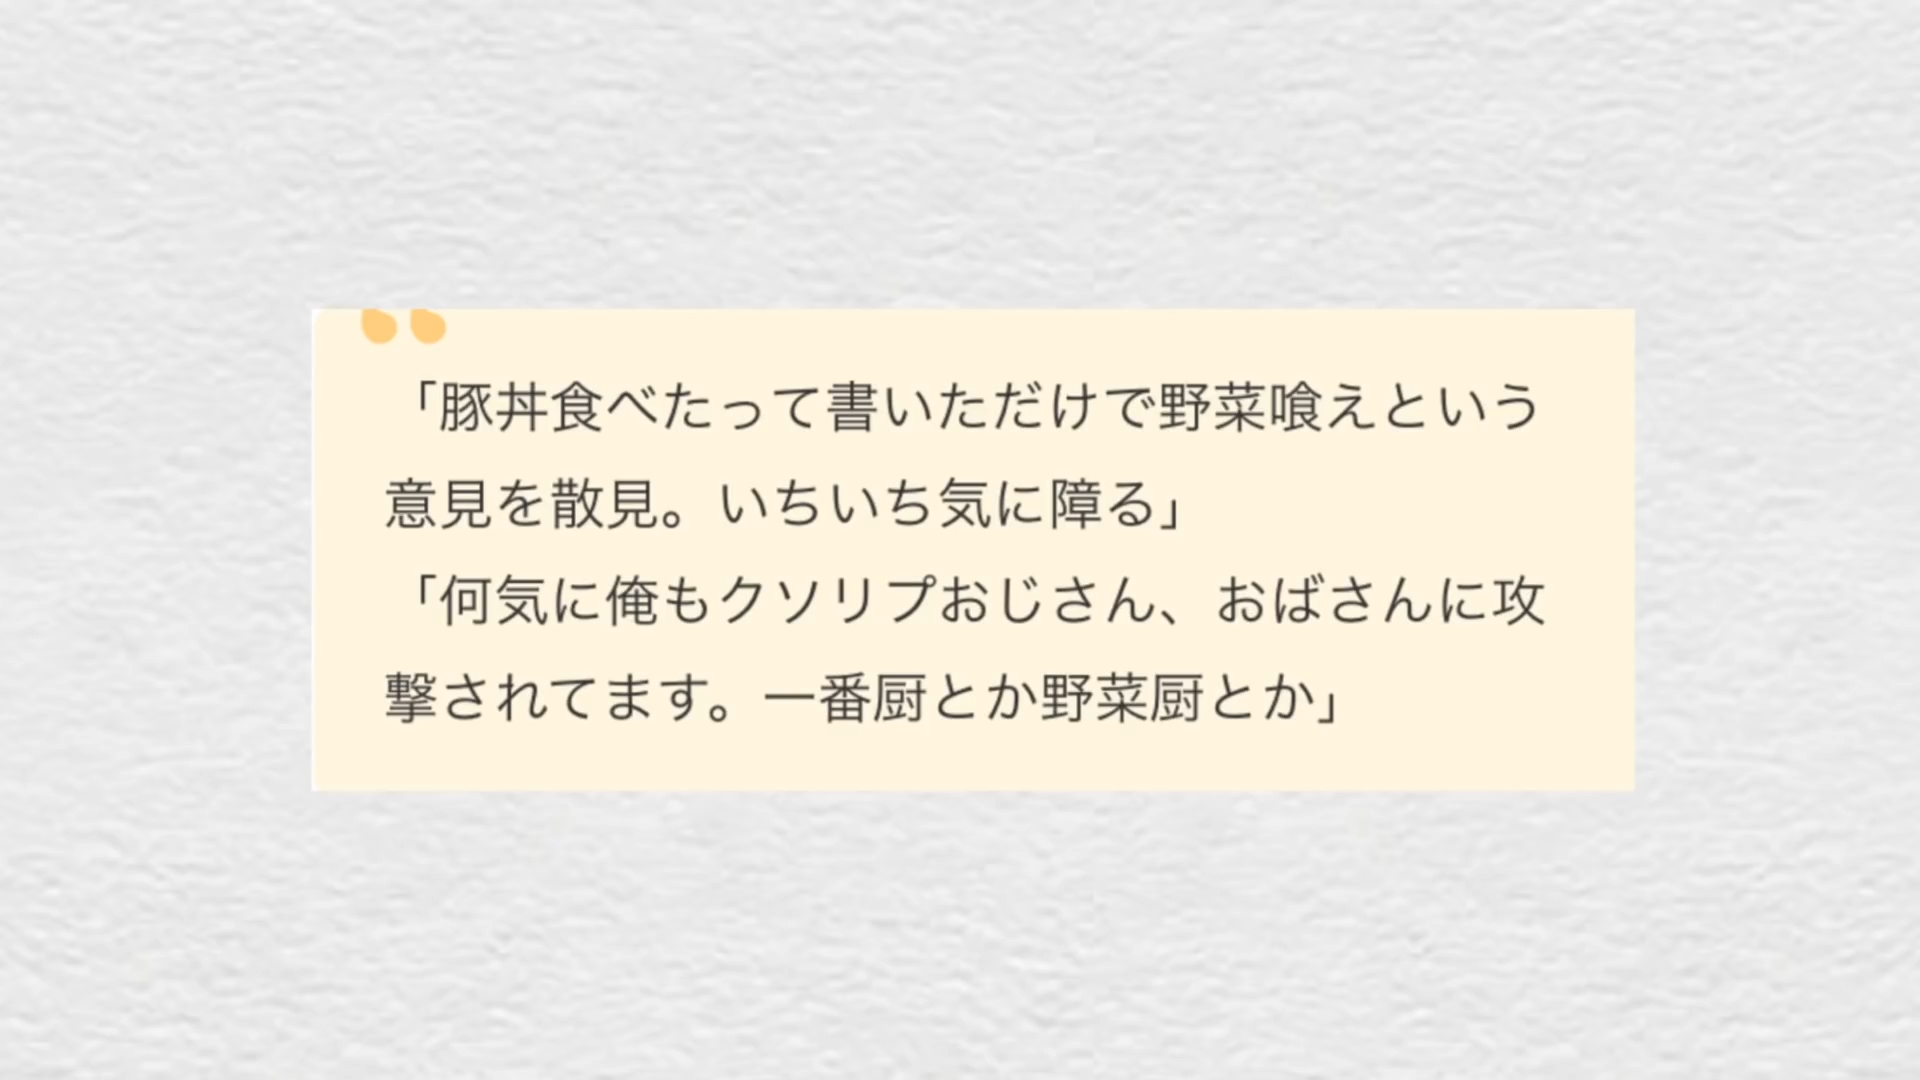 「豚丼食べたって書いただけで野菜喰えという
意見を散見。いちいち気に障る」
「何気に俺もクソリプおじさん、おばさんに攻
撃されてます。一番厨とか野菜厨とか」